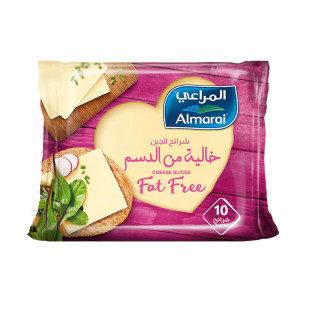 المراعي
Almarai
شرائح الجبن
خالية من الدسم
CHEESE SLICES
Fat Free
10
شرائح